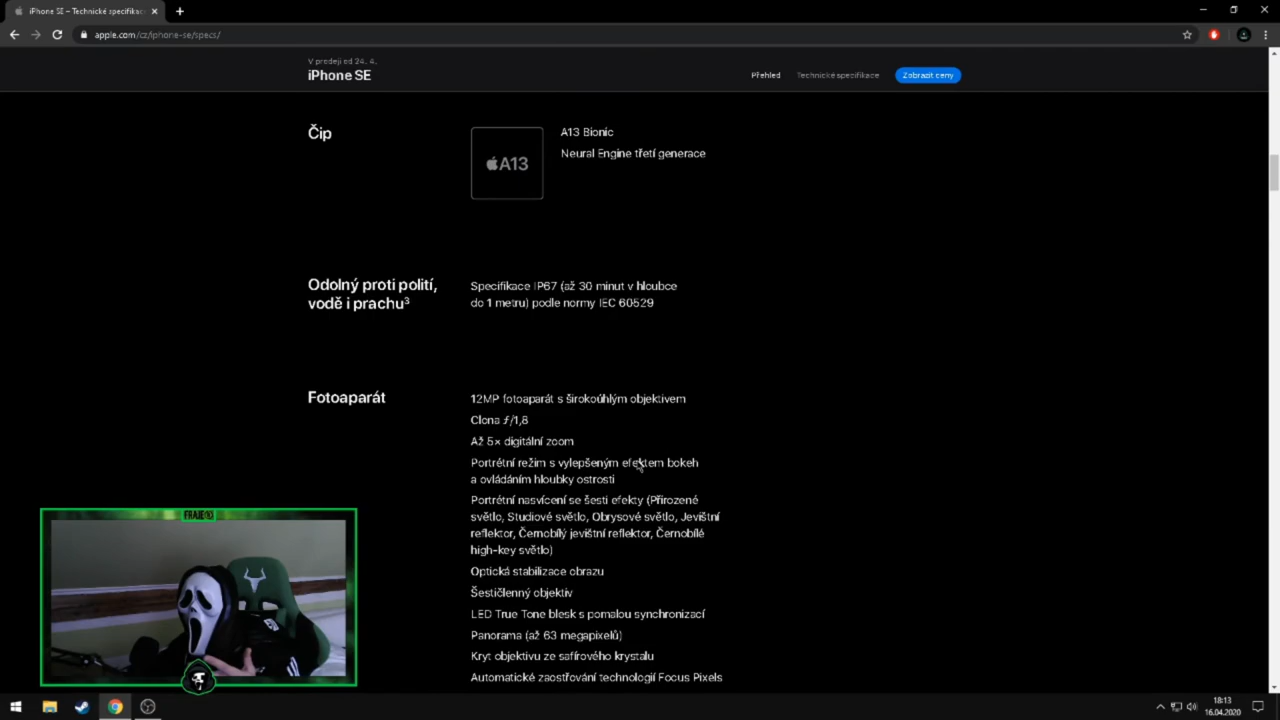 iPhone SE – Technické specifikac
apple.com/cz/iphone-se/specs/
V prodeji od 24. 4.
iPhone SE
Přehled
Technické specifikace
Zobrazit ceny
Čip
A13
A13 Bionic
Neural Engine třetí generace
Odolný proti polití,
vodě i prachu³
Specifikace IP67 (až 30 minut v hloubce
do 1 metru) podle normy IEC 60529
Fotoaparát
12MP fotoaparát s širokoúhlým objektivem
Clona ƒ/1,8
Až 5× digitální zoom
Portrétní režim s vylepšeným efektem bokeh
a ovládáním hloubky ostrosti
Portrétní nasvícení se šesti efekty (Přirozené
světlo, Studiové světlo, Obrysové světlo, Jevištní
reflektor, Černobílý jevištní reflektor, Černobílé
high-key světlo)
Optická stabilizace obrazu
Šestičlenný objektiv
LED True Tone blesk s pomalou synchronizací
Panorama (až 63 megapixelů)
Kryt objektivu ze safírového krystalu
Automatické zaostřování technologií Focus Pixels
18:13
16.04.2020